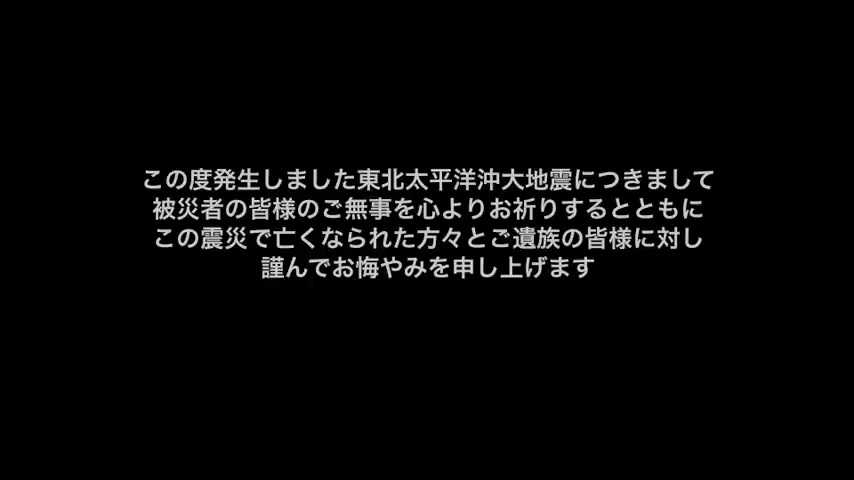 この度発生しました東北太平洋沖大地震につきまして
被災者の皆様のご無事を心よりお祈りするとともに
この震災で亡くなられた方々とご遺族の皆様に対し
謹んでお悔やみを申し上げます